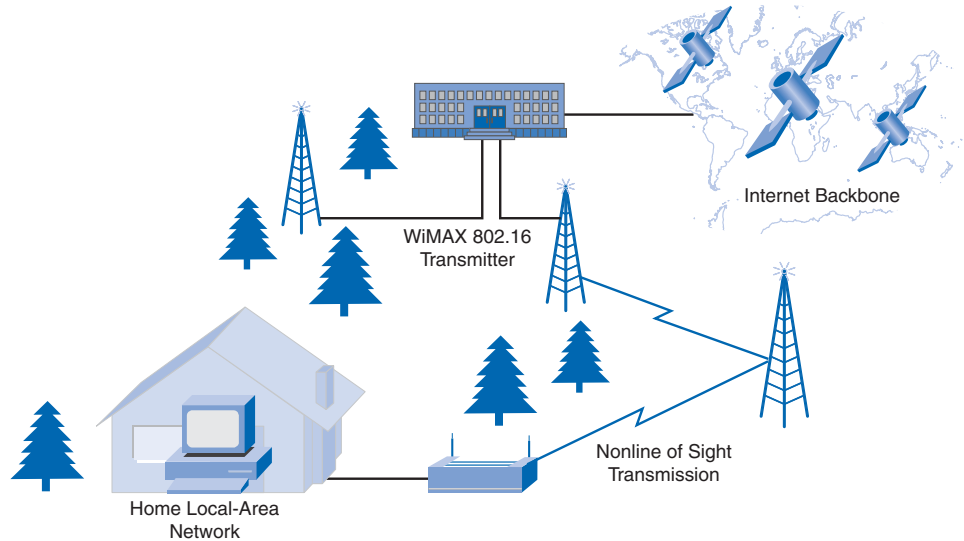 Internet Backbone
WiMAX 802.16
Transmitter
Nonline of Sight
Transmission
Home Local-Area
Network